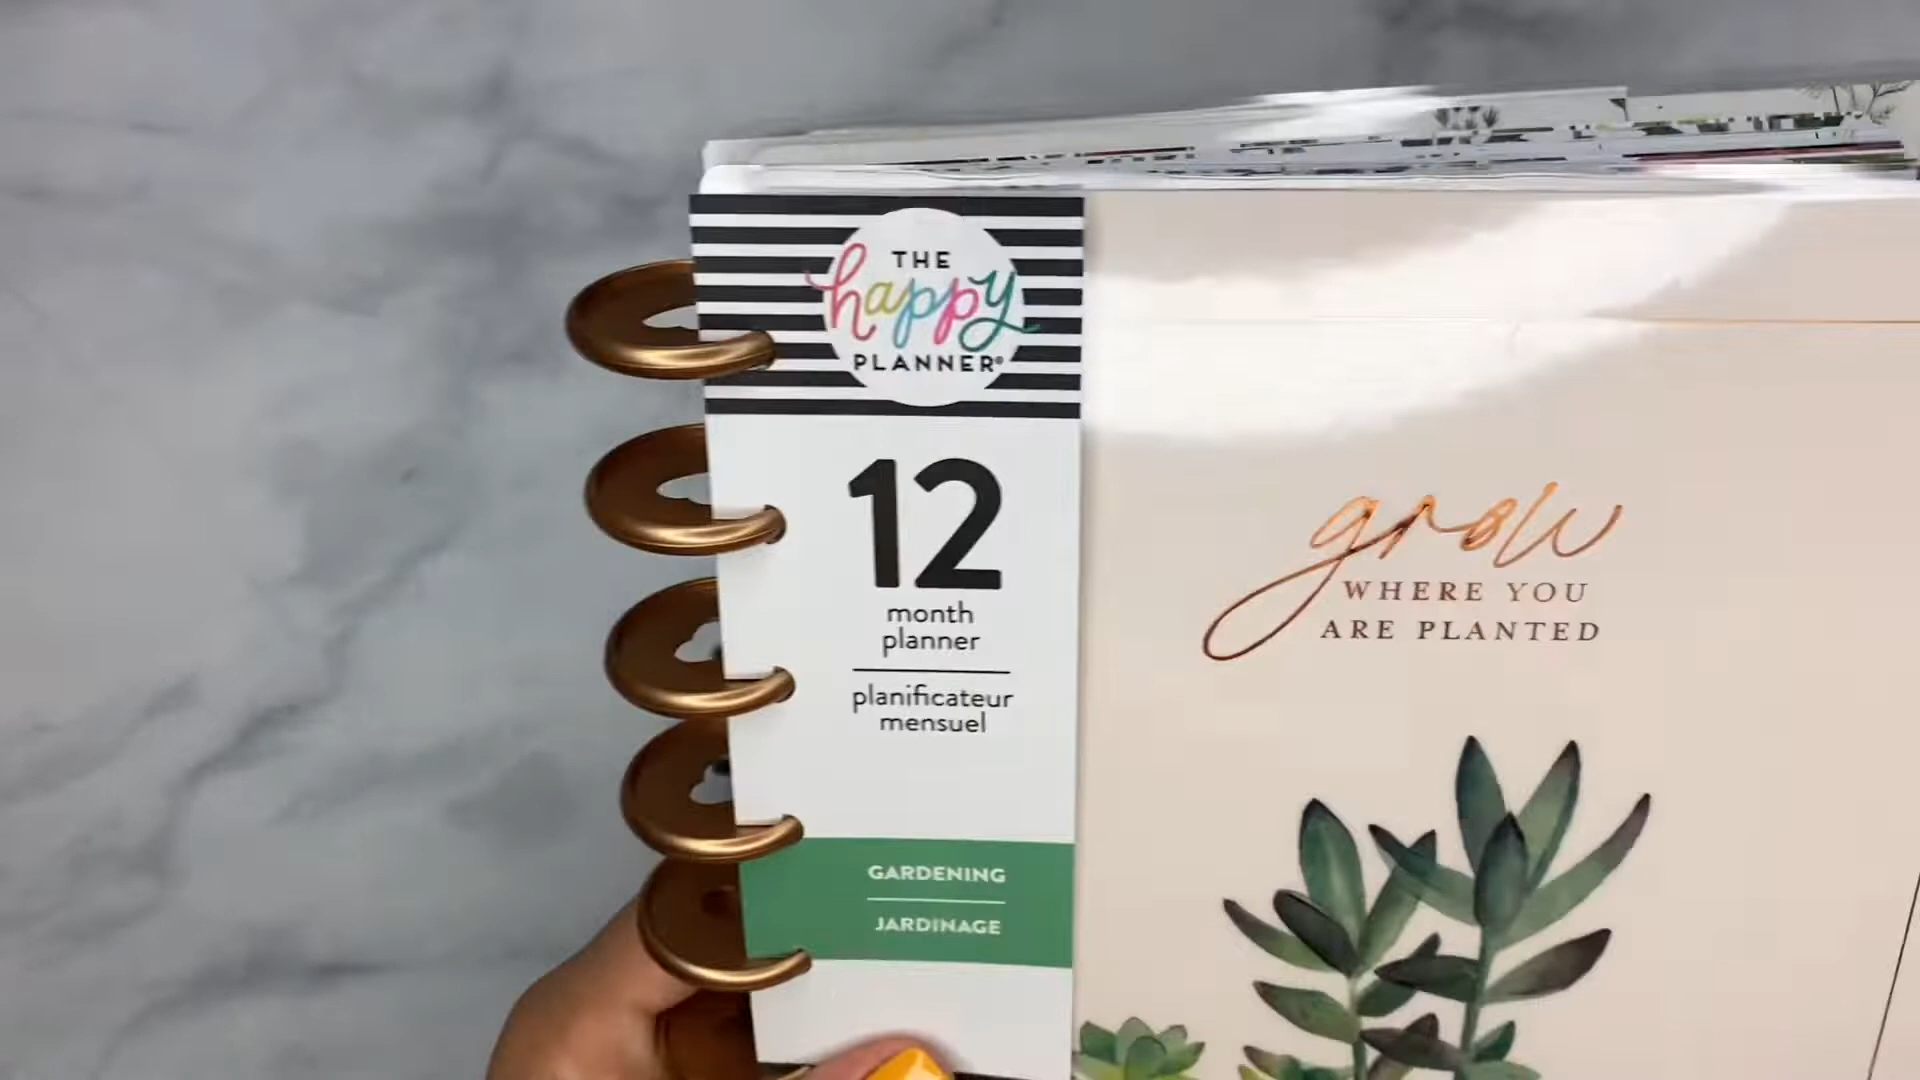 THE
happy
PLANNER®
12
month
planner
planificateur
mensuel
GARDENING
JARDINAGE
grow
WHERE YOU
ARE PLANTED